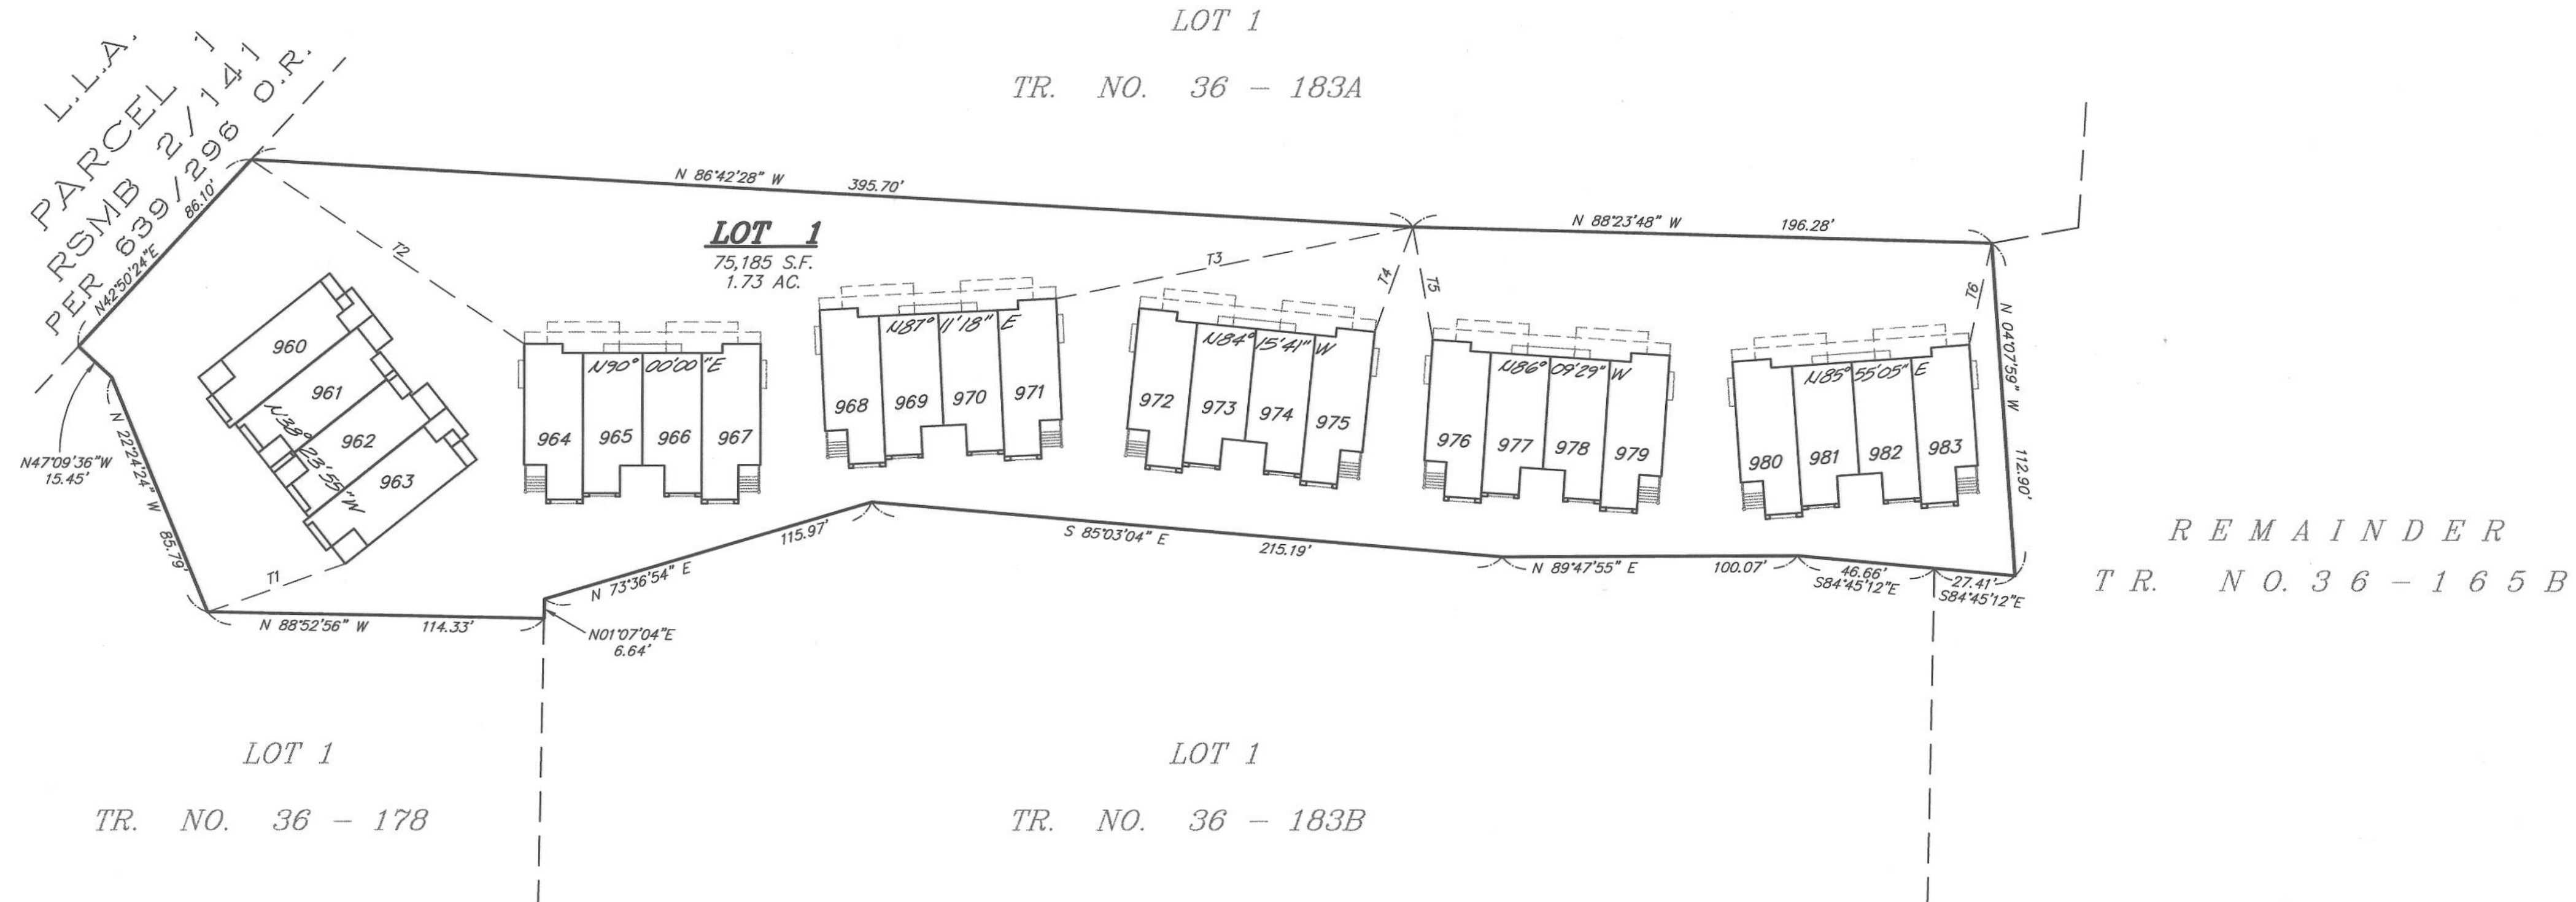 LOT 1
TR. NO. 36 - 183A
L.L.A.
PARCEL 1
RSMB 2/141
PER 639/296 O.R.
N42°50'24"E
86.10'
N 86°42'28" W
395.70'
N 88°23'48" W
196.28'
LOT 1
75,185 S.F.
1.73 AC.
T2
T3
T4
T5
T6
N 04°07'59" W
112.90'
N47°09'36"W
15.45'
N 22°24'24" W
85.79'
960
961
962
963
N38° 23'55"W
T1
N90° 00'00"E
964
965
966
967
N87° 11'18" E
968
969
970
971
N84° 15'41" W
972
973
974
975
N86° 09'29" W
976
977
978
979
N85° 55'05" E
980
981
982
983
N 88°52'56" W
114.33'
N01°07'04"E
6.64'
N 73°36'54" E
115.97'
S 85°03'04" E
215.19'
N 89°47'55" E
100.07'
46.66'
S84°45'12"E
27.41'
S84°45'12"E
REMAINDER
TR. NO. 36 - 165B
LOT 1
TR. NO. 36 - 178
LOT 1
TR. NO. 36 - 183B